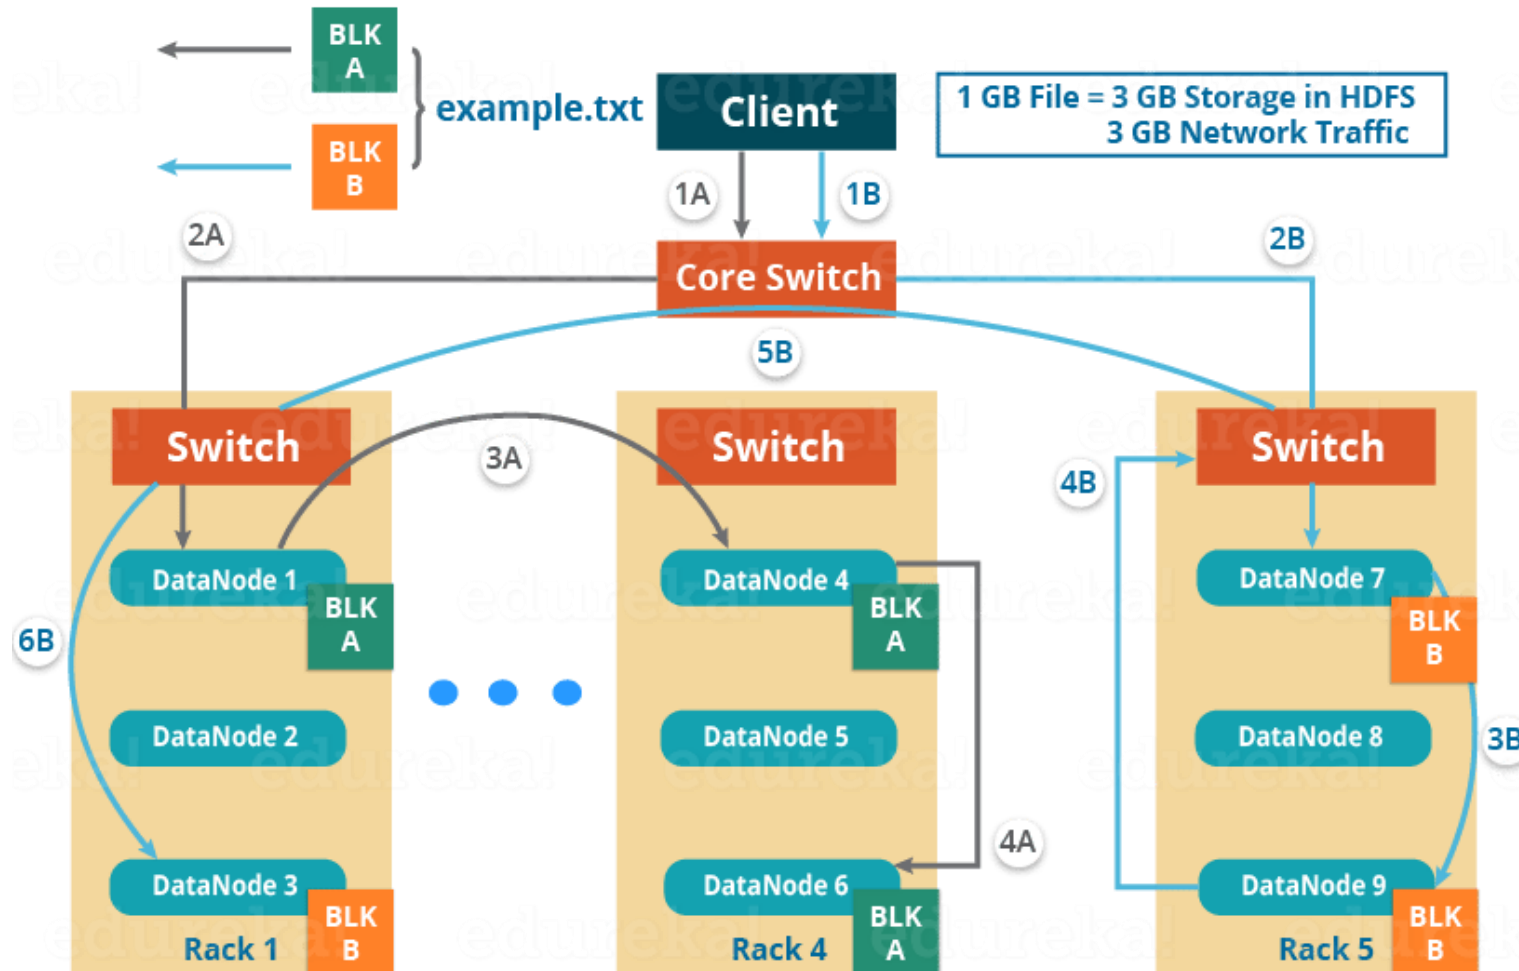 BLK
A
BLK
B
example.txt
Client
1 GB File = 3 GB Storage in HDFS
3 GB Network Traffic
1A
1B
2A
2B
Core Switch
5B
Switch
Switch
Switch
3A
4B
DataNode 1
DataNode 4
DataNode 7
BLK
A
BLK
A
BLK
B
6B
DataNode 2
DataNode 5
DataNode 8
3B
4A
DataNode 3
DataNode 6
DataNode 9
BLK
B
BLK
A
BLK
B
Rack 1
Rack 4
Rack 5
edureka!